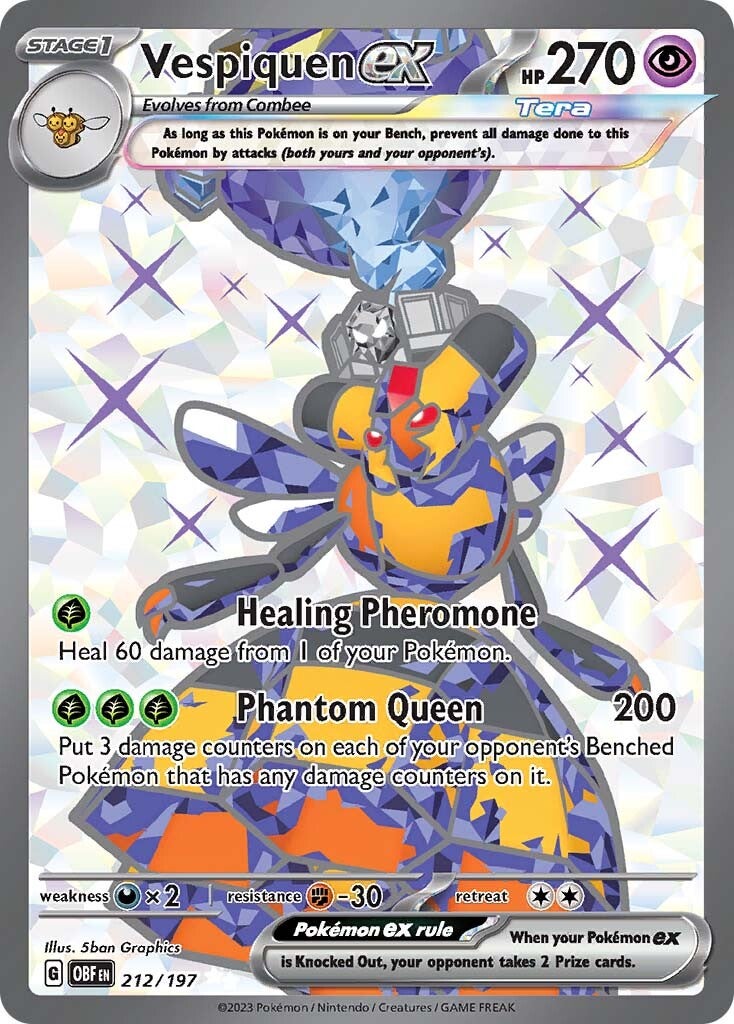 STAGE 1
Vespiquen ex
HP 270
Evolves from Combee
Tera
As long as this Pokémon is on your Bench, prevent all damage done to this
Pokémon by attacks (both yours and your opponent's).
Healing Pheromone
Heal 60 damage from 1 of your Pokémon.
Phantom Queen 200
Put 3 damage counters on each of your opponent's Benched
Pokémon that has any damage counters on it.
weakness ×2 resistance -30 retreat
Illus. 5ban Graphics
Pokémon ex rule
When your Pokémon ex
is Knocked Out, your opponent takes 2 Prize cards.
G OBF EN 212/197
©2023 Pokémon / Nintendo / Creatures / GAME FREAK